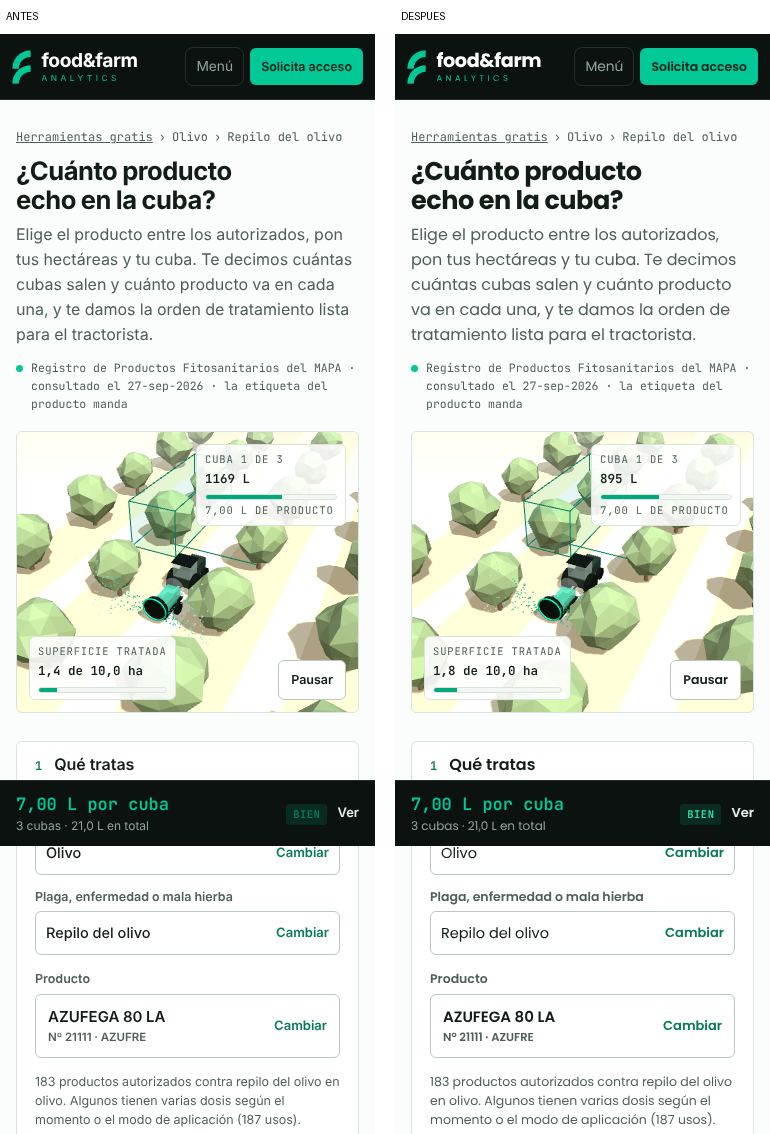 ANTES
food&farm
ANALYTICS
Menú
Solicita acceso
Herramientas gratis › Olivo › Repilo del olivo
¿Cuánto producto
echo en la cuba?
Elige el producto entre los autorizados, pon
tus hectáreas y tu cuba. Te decimos cuántas
cubas salen y cuánto producto va en cada
una, y te damos la orden de tratamiento lista
para el tractorista.
Registro de Productos Fitosanitarios del MAPA ·
consultado el 27-sep-2026 · la etiqueta del
producto manda
CUBA 1 DE 3
1169 L
7,00 L DE PRODUCTO
SUPERFICIE TRATADA
1,4 de 10,0 ha
Pausar
1 Qué tratas
7,00 L por cuba
3 cubas · 21,0 L en total
BIEN
Ver
Olivo
Cambiar
Plaga, enfermedad o mala hierba
Repilo del olivo
Cambiar
Producto
AZUFEGA 80 LA
Nº 21111 · AZUFRE
Cambiar
183 productos autorizados contra repilo del olivo en
olivo. Algunos tienen varias dosis según el
momento o el modo de aplicación (187 usos).
DESPUES
food&farm
ANALYTICS
Menú
Solicita acceso
Herramientas gratis › Olivo › Repilo del olivo
¿Cuánto producto
echo en la cuba?
Elige el producto entre los autorizados,
pon tus hectáreas y tu cuba. Te decimos
cuántas cubas salen y cuánto producto
va en cada una, y te damos la orden de
tratamiento lista para el tractorista.
Registro de Productos Fitosanitarios del MAPA ·
consultado el 27-sep-2026 · la etiqueta del
producto manda
CUBA 1 DE 3
895 L
7,00 L DE PRODUCTO
SUPERFICIE TRATADA
1,8 de 10,0 ha
Pausar
1 Qué tratas
7,00 L por cuba
3 cubas · 21,0 L en total
BIEN
Ver
Olivo
Cambiar
Plaga, enfermedad o mala hierba
Repilo del olivo
Cambiar
Producto
AZUFEGA 80 LA
Nº 21111 · AZUFRE
Cambiar
183 productos autorizados contra repilo del olivo
en olivo. Algunos tienen varias dosis según el
momento o el modo de aplicación (187 usos).